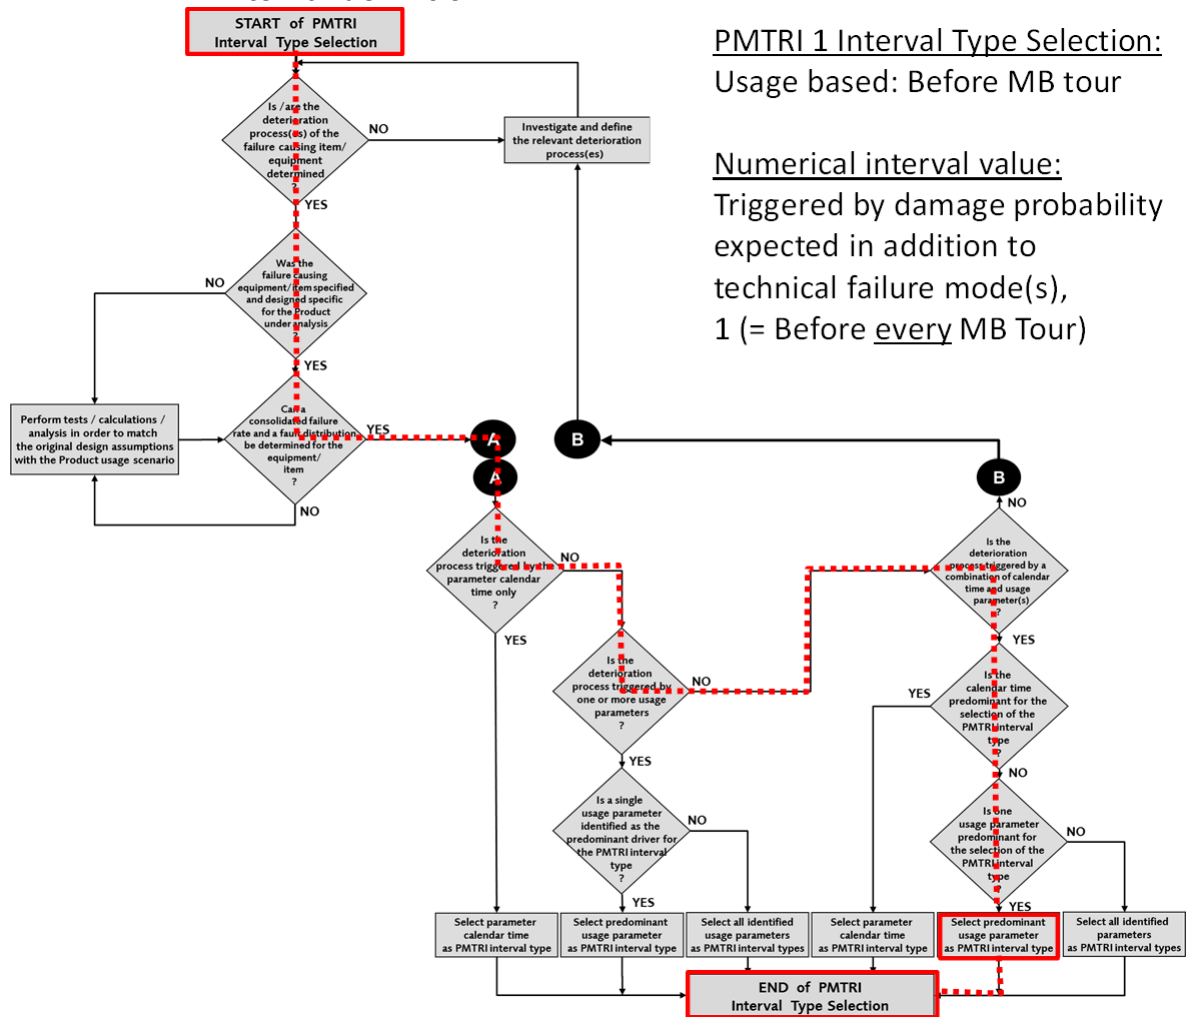 START of PMTRI
Interval Type Selection
PMTRI 1 Interval Type Selection:
Usage based: Before MB tour
Numerical interval value:
Triggered by damage probability
expected in addition to
technical failure mode(s),
1 (= Before every MB Tour)
Is /are the
deterioration
process(es) of the
failure causing item/
equipment
determined
?
NO
Investigate and define
the relevant deterioration
process(es)
YES
Was the
failure causing
equipment/item specified
and designed specific
for the Product
under analysis
?
NO
YES
Can a
consolidated failure
rate and a fault distribution
be determined for the
equipment/
item
?
YES
NO
Perform tests / calculations /
analysis in order to match
the original design assumptions
with the Product usage scenario
A
B
A
B
NO
Is the
deterioration
process triggered by the
parameter calendar
time only
?
NO
YES
Is the
deterioration
process triggered by
one or more usage
parameters
?
NO
YES
Is the
deterioration
process triggered by a
combination of calendar
time and usage
parameter(s)
?
YES
Is the
calendar time
predominant for the
selection of the
PMTRI interval
type
?
YES
NO
Is a single
usage parameter
identified as the
predominant driver for
the PMTRI interval
type
?
NO
YES
Is one
usage parameter
predominant for
the selection of the
PMTRI interval
type
?
NO
YES
Select parameter
calendar time
as PMTRI interval type
Select predominant
usage parameter
as PMTRI interval type
Select all identified
usage parameters
as PMTRI interval types
Select parameter
calendar time
as PMTRI interval type
Select predominant
usage parameter
as PMTRI interval type
Select all identified
parameters
as PMTRI interval types
END of PMTRI
Interval Type Selection